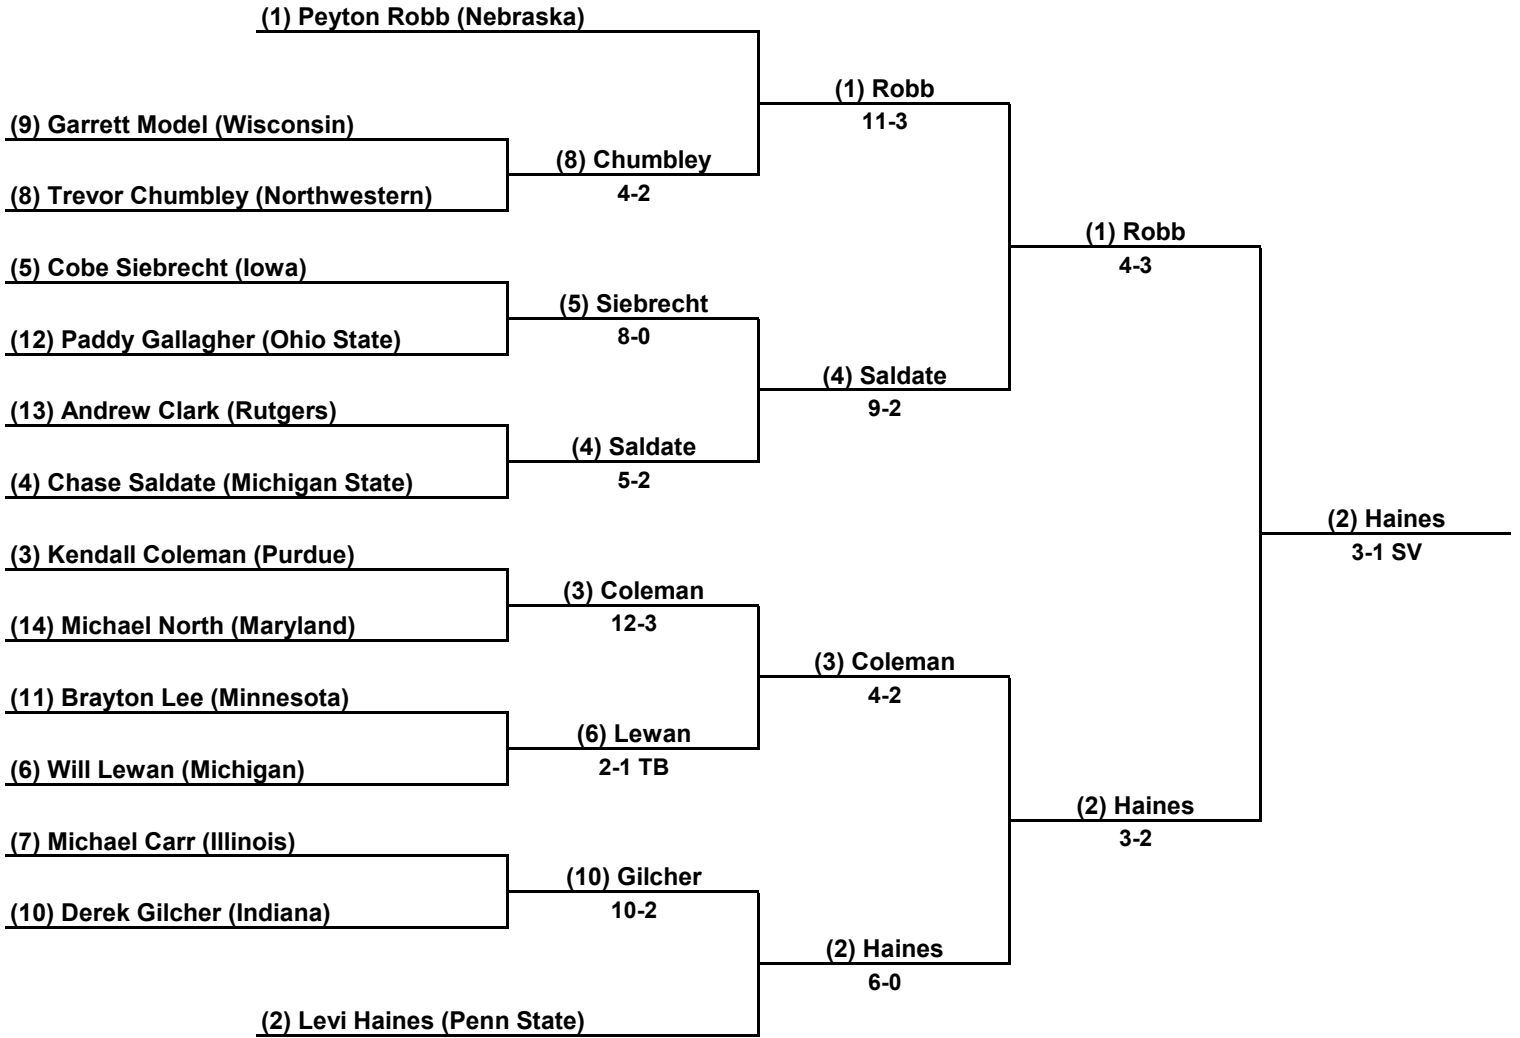 (1) Peyton Robb (Nebraska)
(1) Robb
11-3
(9) Garrett Model (Wisconsin)
(8) Chumbley
4-2
(8) Trevor Chumbley (Northwestern)
(1) Robb
4-3
(5) Cobe Siebrecht (Iowa)
(5) Siebrecht
8-0
(12) Paddy Gallagher (Ohio State)
(4) Saldate
9-2
(13) Andrew Clark (Rutgers)
(4) Saldate
5-2
(4) Chase Saldate (Michigan State)
(2) Haines
3-1 SV
(3) Kendall Coleman (Purdue)
(3) Coleman
12-3
(14) Michael North (Maryland)
(3) Coleman
4-2
(11) Brayton Lee (Minnesota)
(6) Lewan
2-1 TB
(6) Will Lewan (Michigan)
(2) Haines
3-2
(7) Michael Carr (Illinois)
(10) Gilcher
10-2
(10) Derek Gilcher (Indiana)
(2) Haines
6-0
(2) Levi Haines (Penn State)